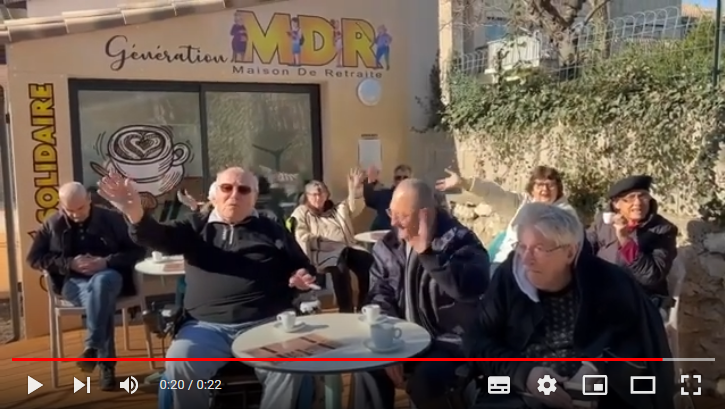 Génération MDR
Maison De Retraite
SOLIDAIRE
0:20 / 0:22